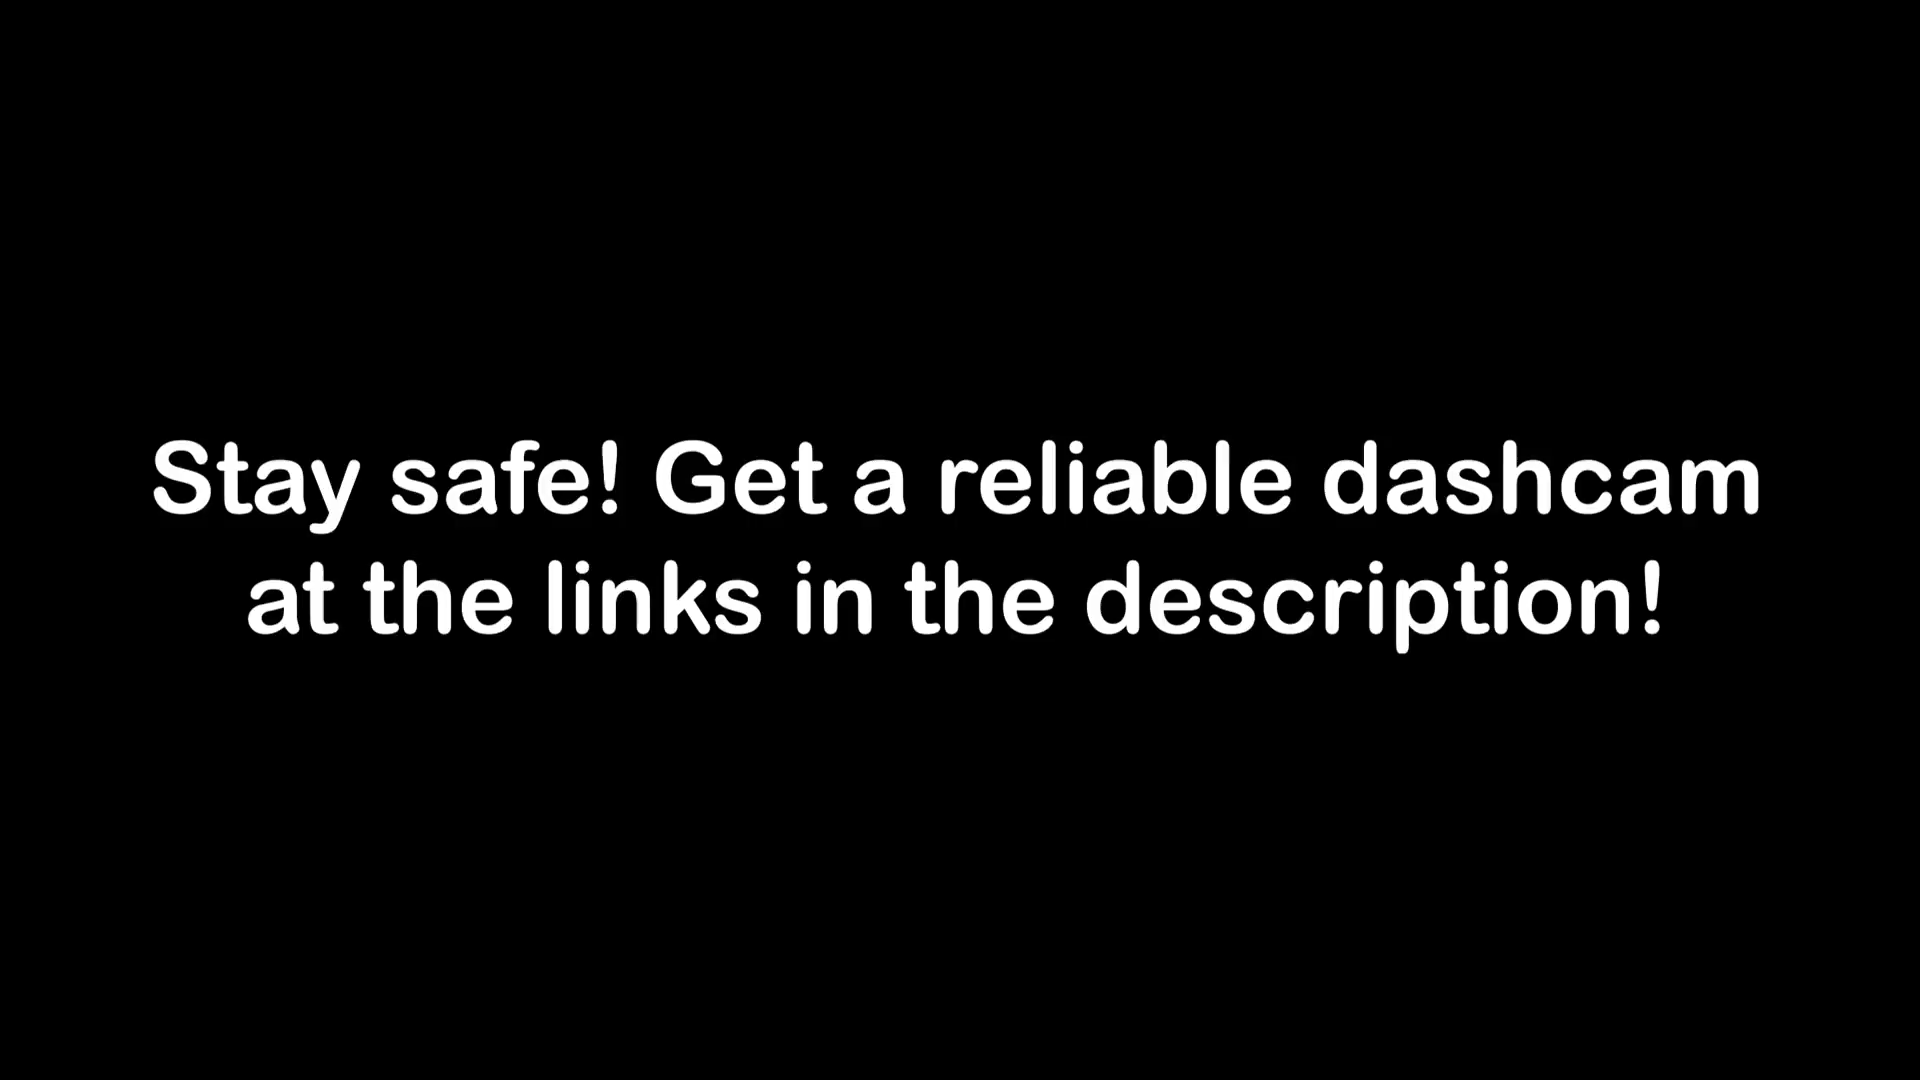 Stay safe! Get a reliable dashcam
at the links in the description!